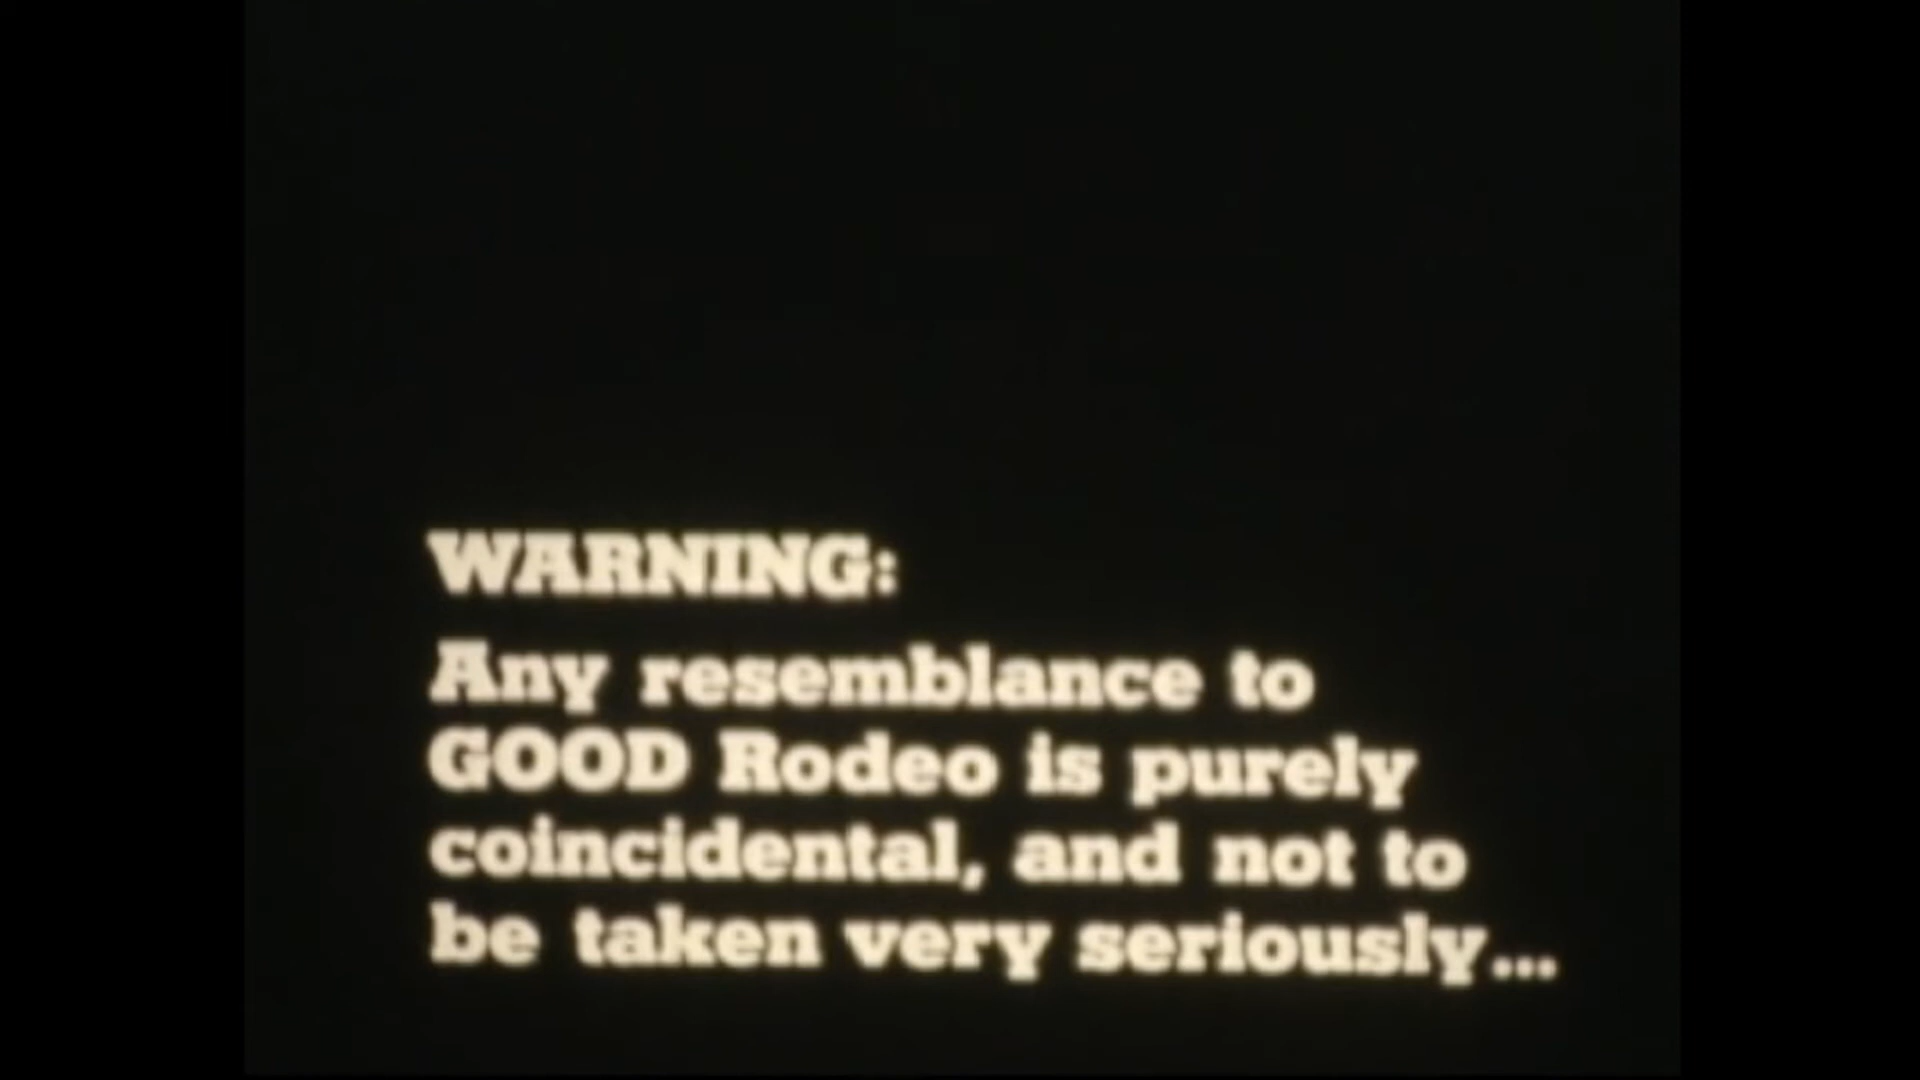 WARNING:
Any resemblance to
GOOD Rodeo is purely
coincidental, and not to
be taken very seriously...